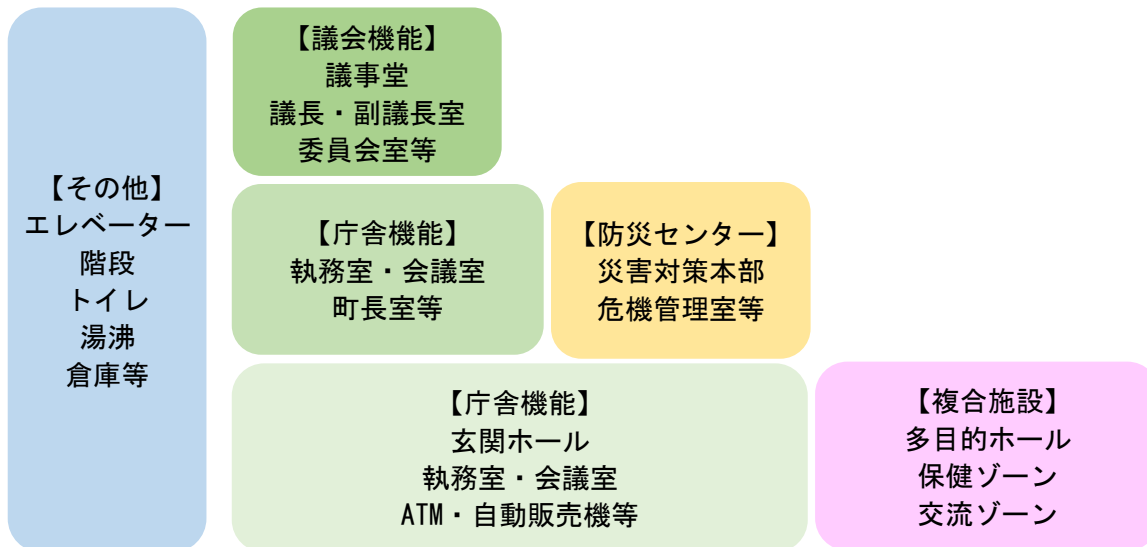 【その他】
エレベーター
階段
トイレ
湯沸
倉庫等
【議会機能】
議事堂
議長・副議長室
委員会室等
【庁舎機能】
執務室・会議室
町長室等
【防災センター】
災害対策本部
危機管理室等
【庁舎機能】
玄関ホール
執務室・会議室
ATM・自動販売機等
【複合施設】
多目的ホール
保健ゾーン
交流ゾーン